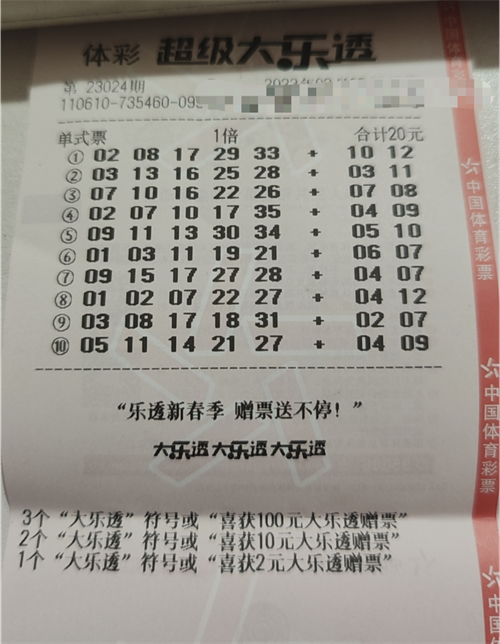 体彩 超级大乐透
第 23024期
110610-735460-095
单式票 1倍 合计20元
① 02 08 17 29 33 + 10 12
② 03 13 16 25 28 + 03 11
③ 07 10 16 22 26 + 07 08
④ 02 07 10 17 35 + 04 09
⑤ 09 11 13 30 34 + 05 10
⑥ 01 03 11 19 21 + 06 07
⑦ 09 15 17 27 28 + 04 07
⑧ 01 02 07 22 27 + 04 12
⑨ 03 08 17 18 31 + 02 07
⑩ 05 11 14 21 27 + 04 09
“乐透新春季 赠票送不停！”
大乐透大乐透大乐透
3个“大乐透”符号或“喜获100元大乐透赠票”
2个“大乐透”符号或“喜获10元大乐透赠票”
1个“大乐透”符号或“喜获2元大乐透赠票”
中国体育彩
中国体育彩票
中国体育彩票
中国